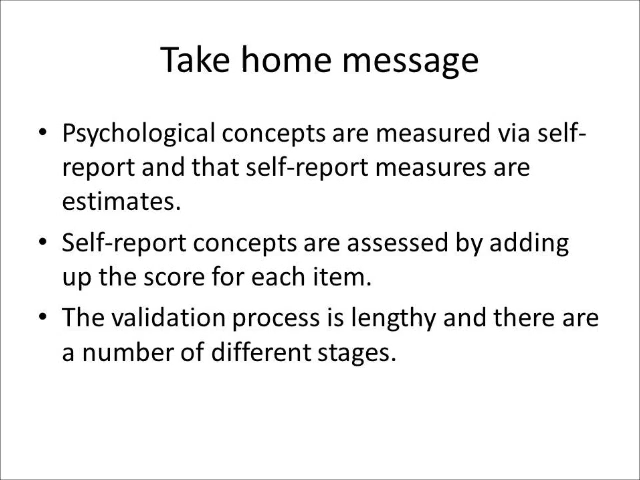 Take home message
• Psychological concepts are measured via self-
report and that self-report measures are
estimates.
• Self-report concepts are assessed by adding
up the score for each item.
• The validation process is lengthy and there are
a number of different stages.